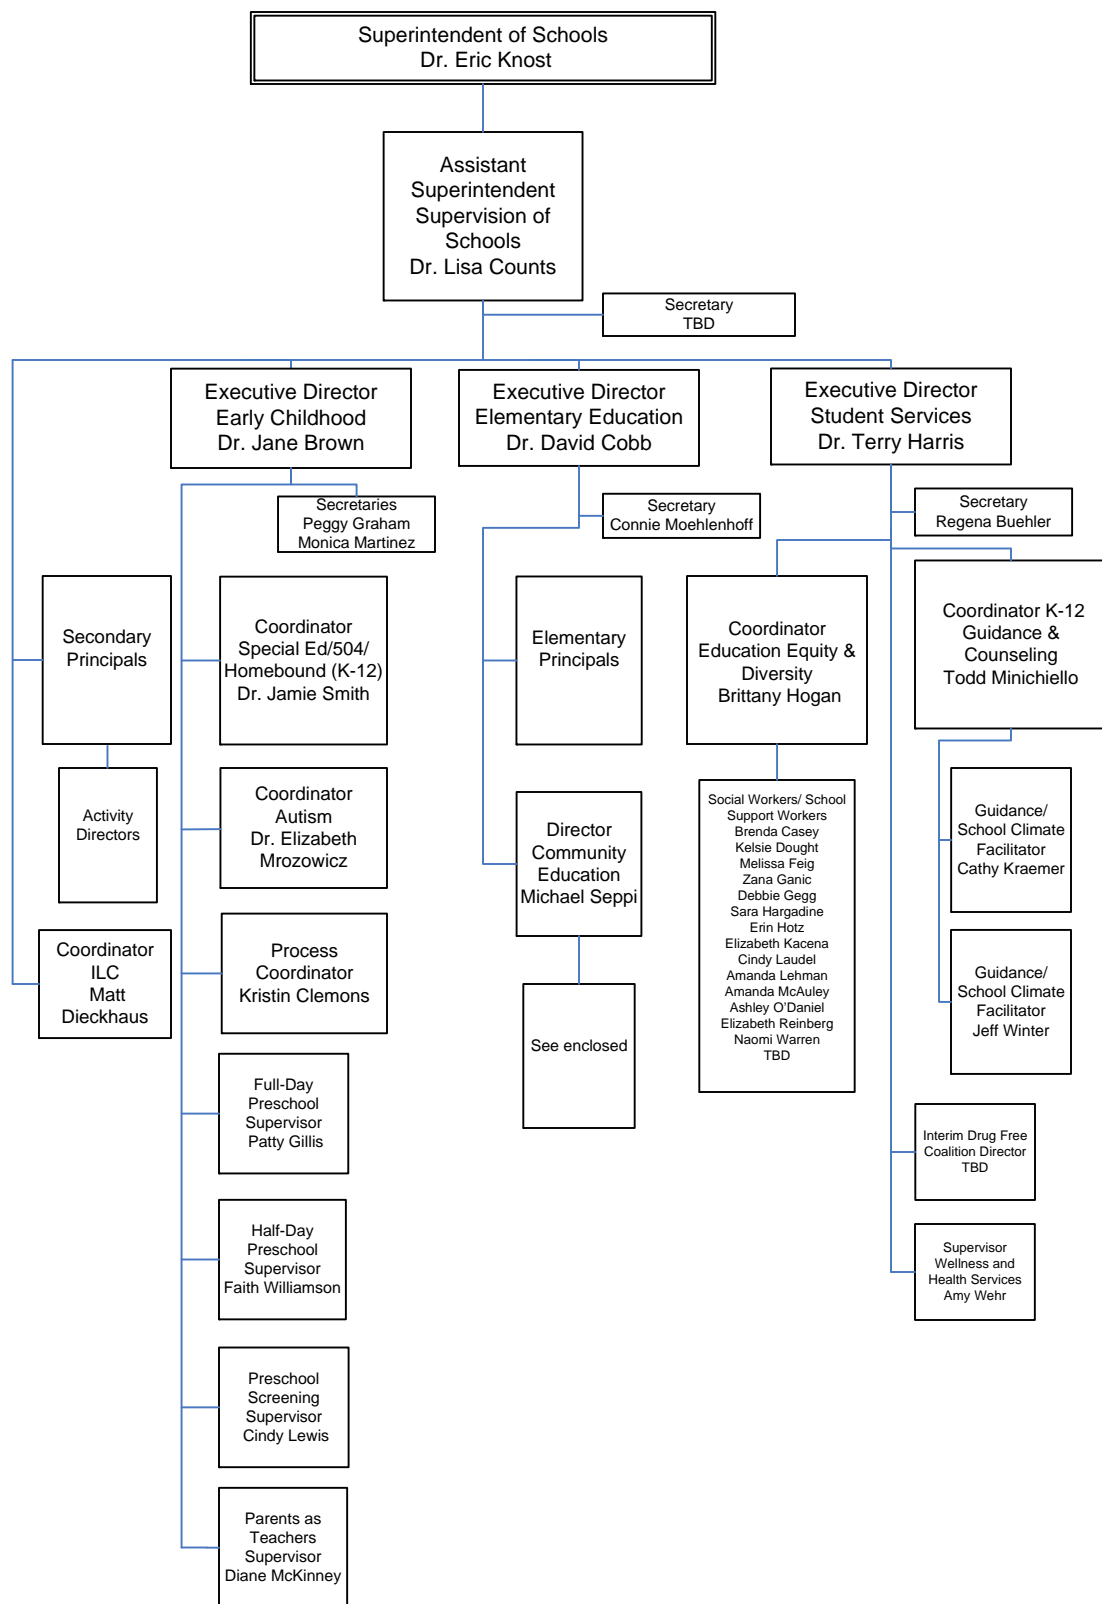 Superintendent of Schools
Dr. Eric Knost
Assistant
Superintendent
Supervision of
Schools
Dr. Lisa Counts
Secretary
TBD
Executive Director
Early Childhood
Dr. Jane Brown
Executive Director
Elementary Education
Dr. David Cobb
Executive Director
Student Services
Dr. Terry Harris
Secretaries
Peggy Graham
Monica Martinez
Secretary
Connie Moehlenhoff
Secretary
Regena Buehler
Secondary
Principals
Coordinator
Special Ed/504/
Homebound (K-12)
Dr. Jamie Smith
Elementary
Principals
Coordinator
Education Equity &
Diversity
Brittany Hogan
Coordinator K-12
Guidance &
Counseling
Todd Minichiello
Activity
Directors
Coordinator
Autism
Dr. Elizabeth
Mrozowicz
Director
Community
Education
Michael Seppi
Social Workers/ School
Support Workers
Brenda Casey
Kelsie Dought
Melissa Feig
Zana Ganic
Debbie Gegg
Sara Hargadine
Erin Hotz
Elizabeth Kacena
Cindy Laudel
Amanda Lehman
Amanda McAuley
Ashley O’Daniel
Elizabeth Reinberg
Naomi Warren
TBD
Guidance/
School Climate
Facilitator
Cathy Kraemer
Coordinator
ILC
Matt
Dieckhaus
Process
Coordinator
Kristin Clemons
See enclosed
Guidance/
School Climate
Facilitator
Jeff Winter
Full-Day
Preschool
Supervisor
Patty Gillis
Interim Drug Free
Coalition Director
TBD
Half-Day
Preschool
Supervisor
Faith Williamson
Supervisor
Wellness and
Health Services
Amy Wehr
Preschool
Screening
Supervisor
Cindy Lewis
Parents as
Teachers
Supervisor
Diane McKinney